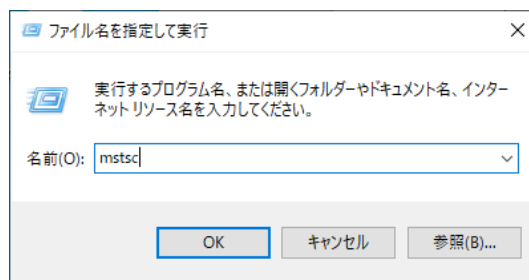 ファイル名を指定して実行
実行するプログラム名、または開くフォルダーやドキュメント名、インター
ネット リソース名を入力してください。
名前(O): mstsc
OK キャンセル 参照(B)...